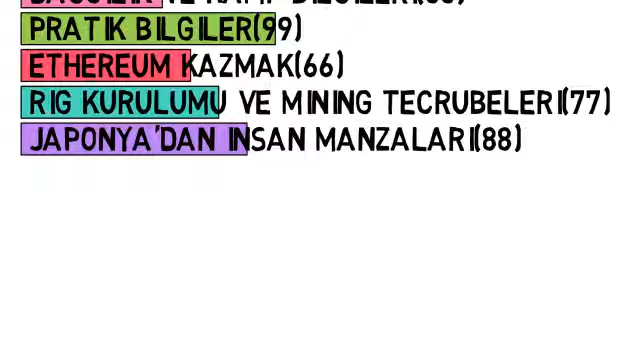 PRATIK BILGILER(99)
ETHEREUM KAZMAK(66)
RIG KURULUMU VE MINING TECRUBELERI(77)
JAPONYA'DAN INSAN MANZALARI(88)